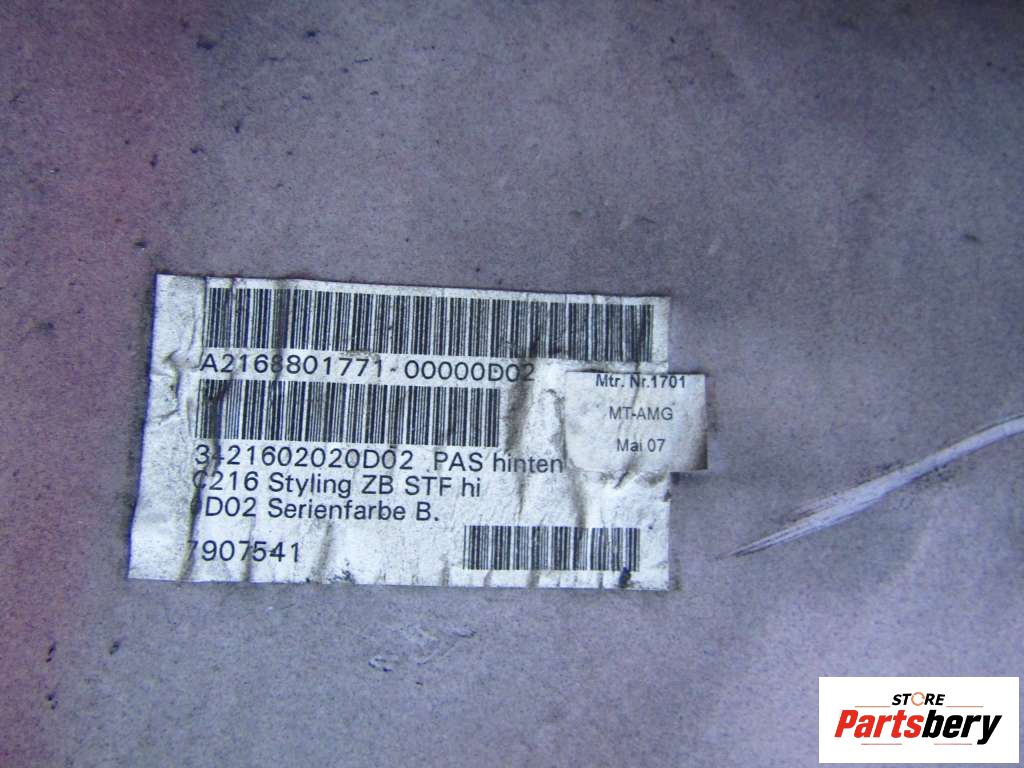 A2168801771-00000D02
Mtr. Nr.1701
MT-AMG
Mai 07
3421602020D02 PAS hinten
C216 Styling ZB STF hi
D02 Serienfarbe B.
7907541
STORE
Partsbery